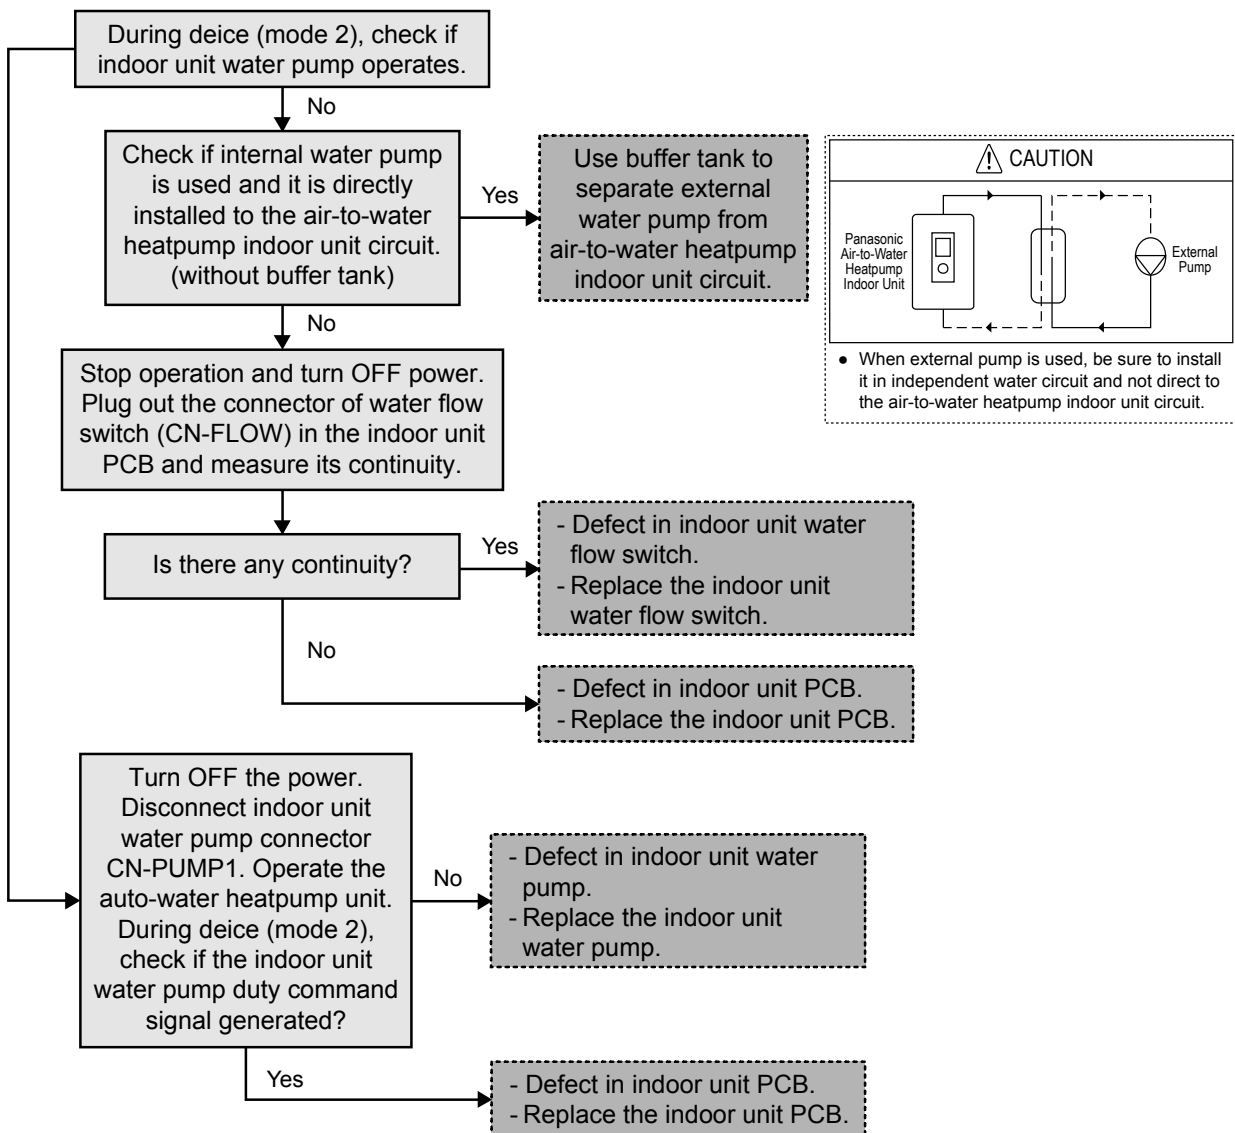 During deice (mode 2), check if
indoor unit water pump operates.
No
Check if internal water pump
is used and it is directly
installed to the air-to-water
heatpump indoor unit circuit.
(without buffer tank)
Yes
Use buffer tank to
separate external
water pump from
air-to-water heatpump
indoor unit circuit.
CAUTION
Panasonic
Air-to-Water
Heatpump
Indoor Unit
External
Pump
● When external pump is used, be sure to install
it in independent water circuit and not direct to
the air-to-water heatpump indoor unit circuit.
No
Stop operation and turn OFF power.
Plug out the connector of water flow
switch (CN-FLOW) in the indoor unit
PCB and measure its continuity.
Is there any continuity?
Yes
- Defect in indoor unit water
flow switch.
- Replace the indoor unit
water flow switch.
No
- Defect in indoor unit PCB.
- Replace the indoor unit PCB.
Turn OFF the power.
Disconnect indoor unit
water pump connector
CN-PUMP1. Operate the
auto-water heatpump unit.
During deice (mode 2),
check if the indoor unit
water pump duty command
signal generated?
No
- Defect in indoor unit water
pump.
- Replace the indoor unit
water pump.
Yes
- Defect in indoor unit PCB.
- Replace the indoor unit PCB.